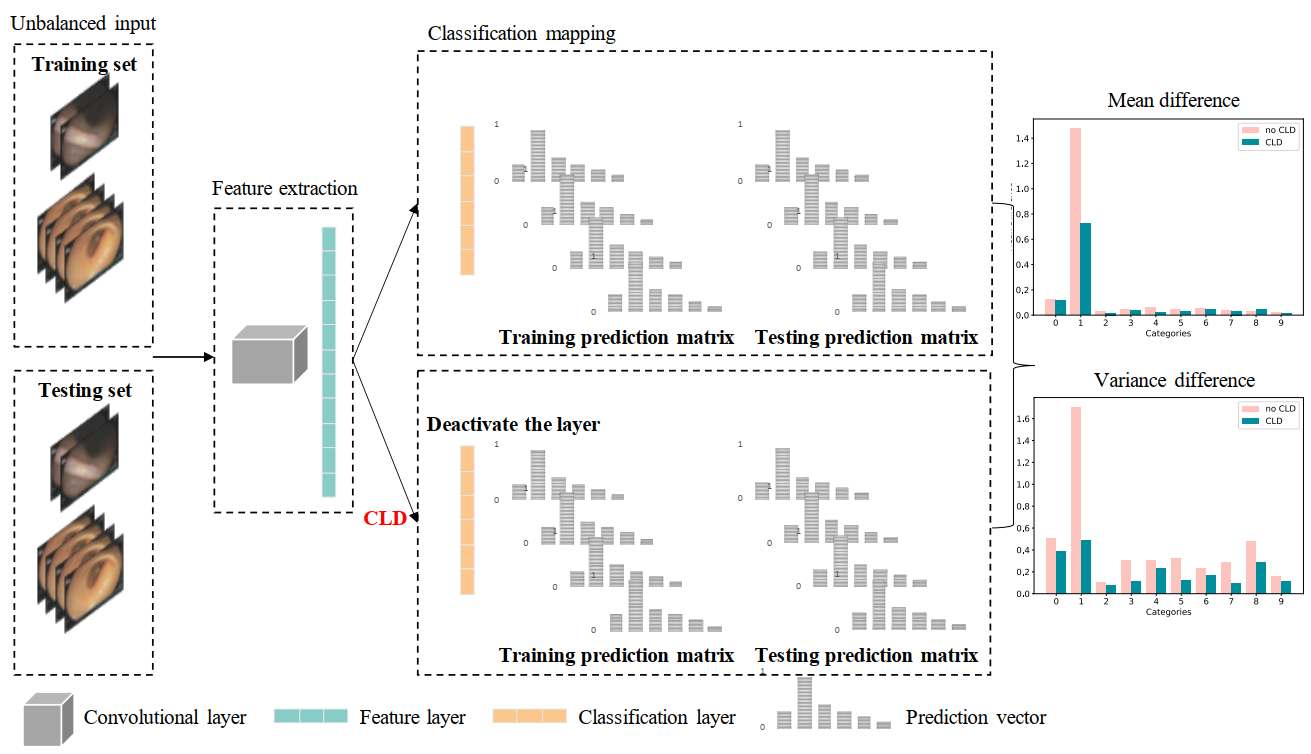 Unbalanced input
Training set
Testing set
Feature extraction
CLD
Classification mapping
1
1
0
1
0
1
0
0
Training prediction matrix
1
1
0
1
0
1
0
0
Testing prediction matrix
Deactivate the layer
1
1
0
1
0
1
0
0
Training prediction matrix
1
1
0
1
0
1
0
0
Testing prediction matrix
Mean difference
no CLD
CLD
1,4
1,2
1,0
0,8
0,6
0,4
0,2
0,0
0 1 2 3 4 5 6 7 8 9
Categories
Variance difference
no CLD
CLD
1.6
1.4
1.2
1.0
0.8
0.6
0.4
0.2
0.0
0 1 2 3 4 5 6 7 8 9
Categories
Convolutional layer
Feature layer
Classification layer
1
0
Prediction vector